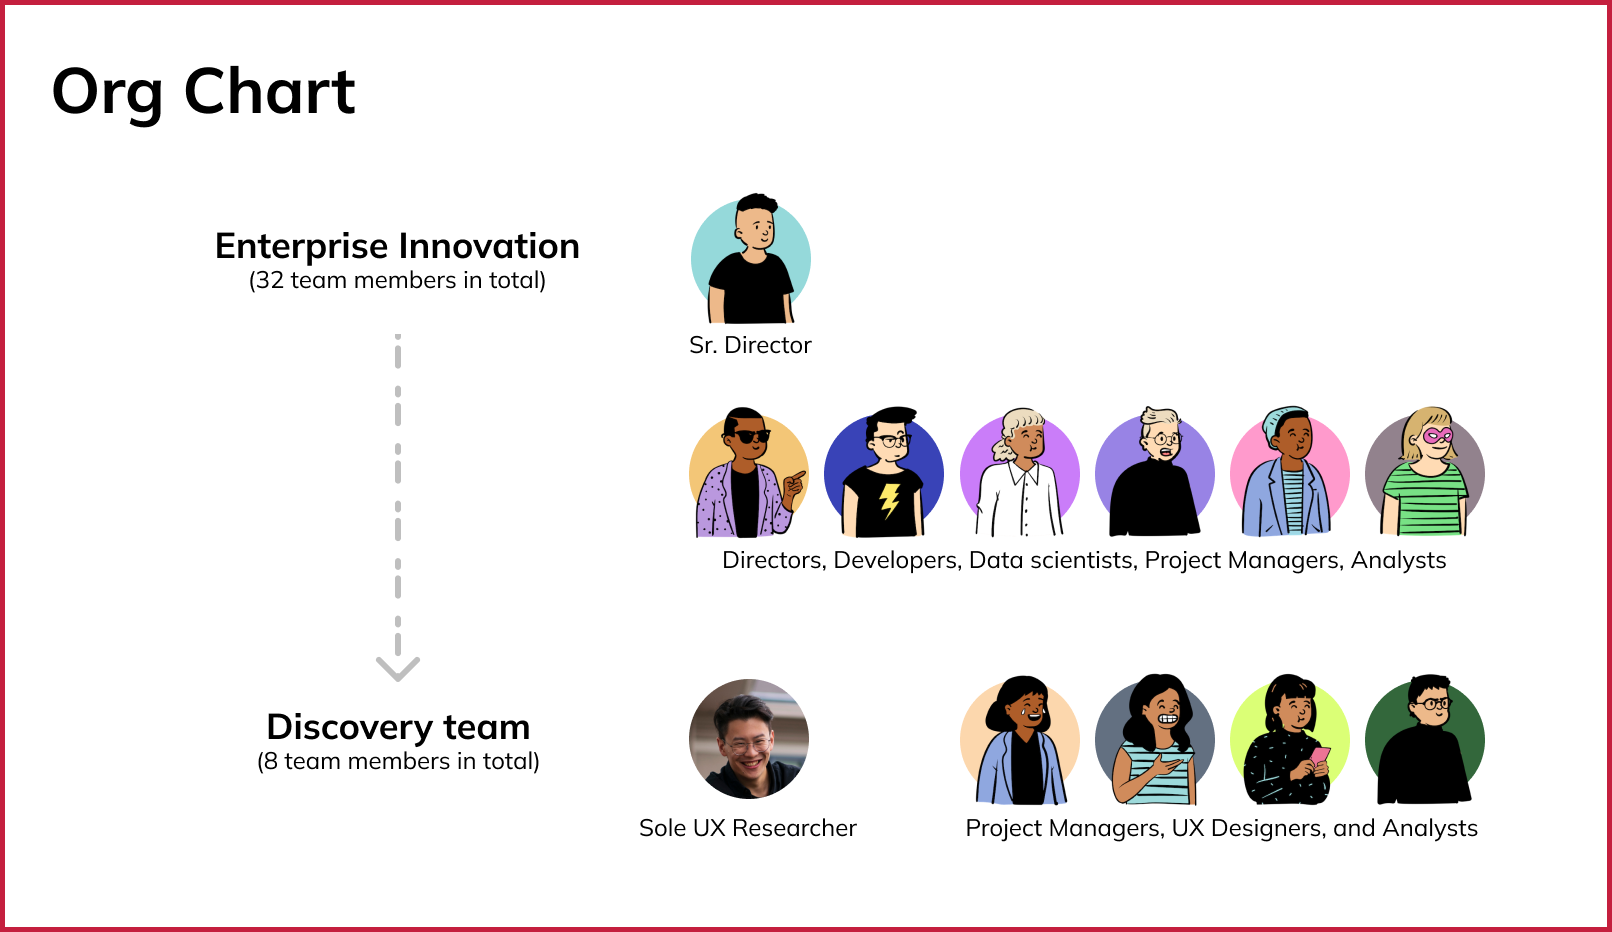 Org Chart
Enterprise Innovation
(32 team members in total)
Sr. Director
Directors, Developers, Data scientists, Project Managers, Analysts
Discovery team
(8 team members in total)
Sole UX Researcher
Project Managers, UX Designers, and Analysts